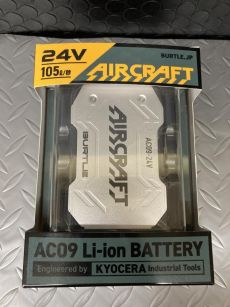 24V
BURTLE.JP
105ℓ/秒
AIRCRAFT
AIRCRAFT
BURTLE
AC09-24V
AC09 Li-ion BATTERY
Engineered by KYOCERA Industrial Tools